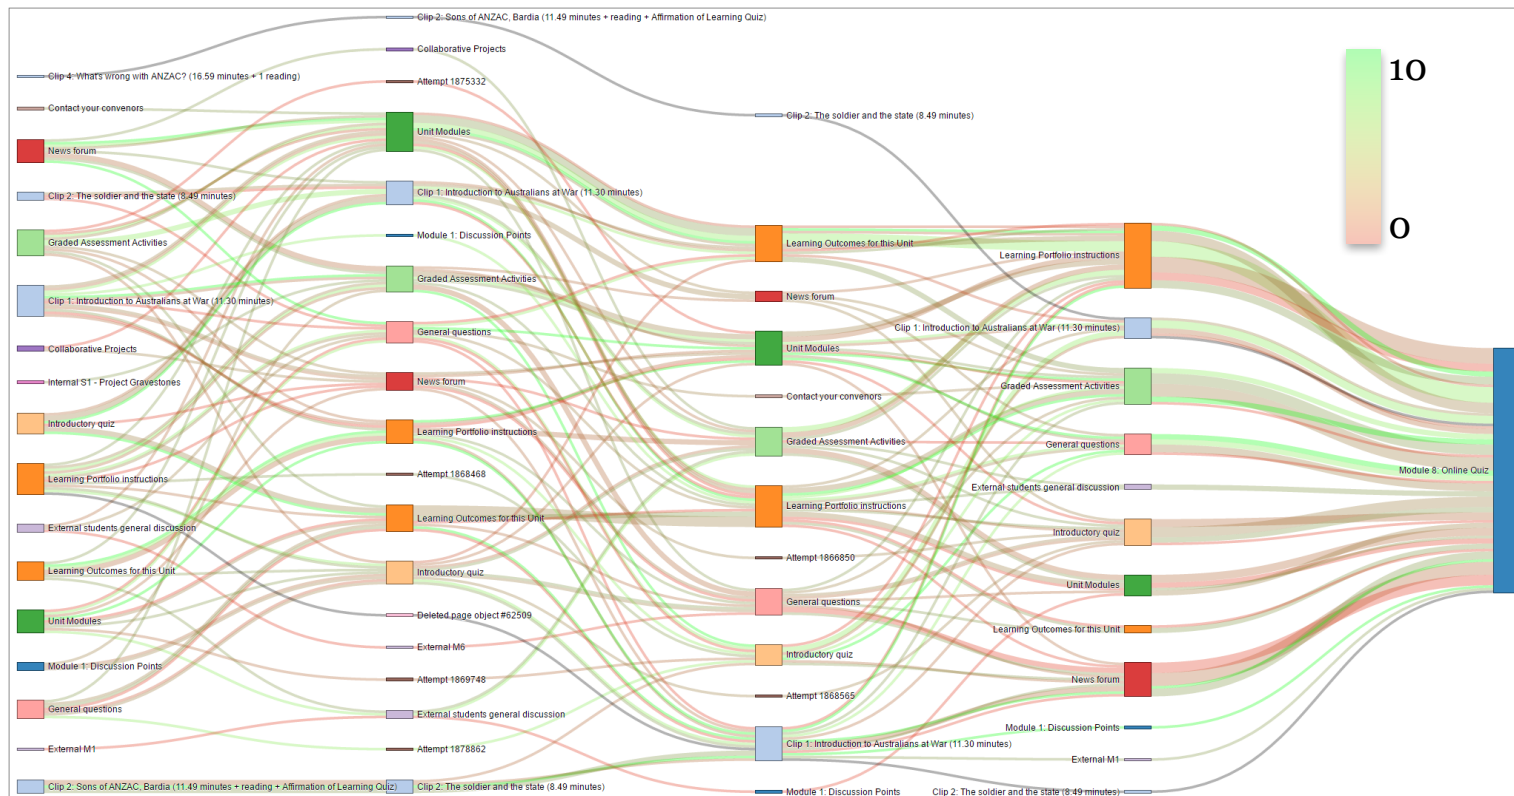 Clip 4: What's wrong with ANZAC? (16.59 minutes + 1 reading)
Contact your convenors
News forum
Clip 2: The soldier and the state (8.49 minutes)
Graded Assessment Activities
Clip 1: Introduction to Australians at War (11.30 minutes)
Collaborative Projects
Internal S1 - Project Gravestones
Introductory quiz
Learning Portfolio instructions
External students general discussion
Learning Outcomes for this Unit
Unit Modules
Module 1: Discussion Points
General questions
External M1
Clip 2: Sons of ANZAC, Bardia (11.49 minutes + reading + Affirmation of Learning Quiz)
Clip 2: Sons of ANZAC, Bardia (11.49 minutes + reading + Affirmation of Learning Quiz)
Collaborative Projects
Attempt 1875332
Unit Modules
Clip 1: Introduction to Australians at War (11.30 minutes)
Module 1: Discussion Points
Graded Assessment Activities
General questions
News forum
Learning Portfolio instructions
Attempt 1868468
Learning Outcomes for this Unit
Introductory quiz
Deleted page object #62509
External M6
Attempt 1869748
External students general discussion
Attempt 1878862
Clip 2: The soldier and the state (8.49 minutes)
Clip 2: The soldier and the state (8.49 minutes)
Learning Outcomes for this Unit
News forum
Unit Modules
Contact your convenors
Graded Assessment Activities
Learning Portfolio instructions
Attempt 1866850
General questions
Introductory quiz
Attempt 1868565
Clip 1: Introduction to Australians at War (11.30 minutes)
Module 1: Discussion Points
Learning Portfolio instructions
Clip 1: Introduction to Australians at War (11.30 minutes)
Graded Assessment Activities
General questions
External students general discussion
Introductory quiz
Unit Modules
Learning Outcomes for this Unit
News forum
Module 1: Discussion Points
External M1
Clip 2: The soldier and the state (8.49 minutes)
Module 8: Online Quiz
10
0